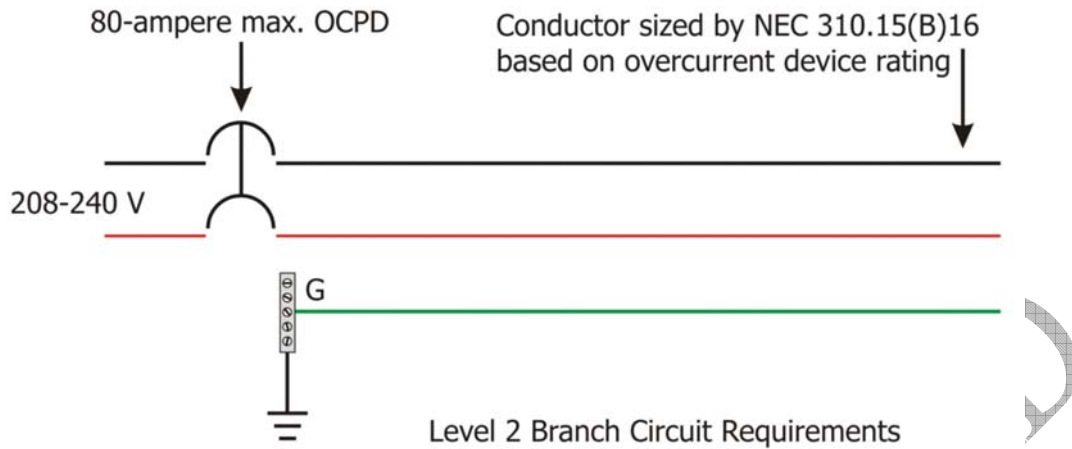 80-ampere max. OCPD
Conductor sized by NEC 310.15(B)16
based on overcurrent device rating
208-240 V
G
Level 2 Branch Circuit Requirements